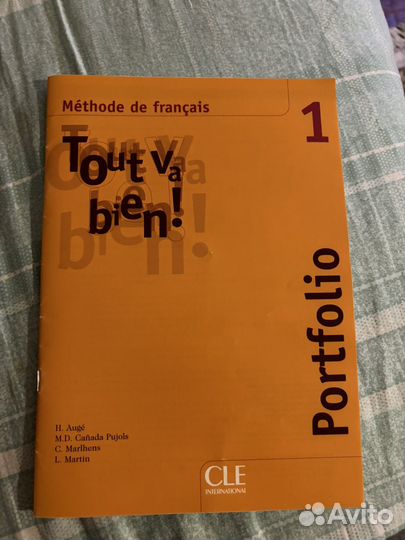 Méthode de français
1
Tout va
bien!
Portfolio
H. Augé
M.D. Cañada Pujols
C. Marlhens
L. Martin
CLE
INTERNATIONAL
Avito